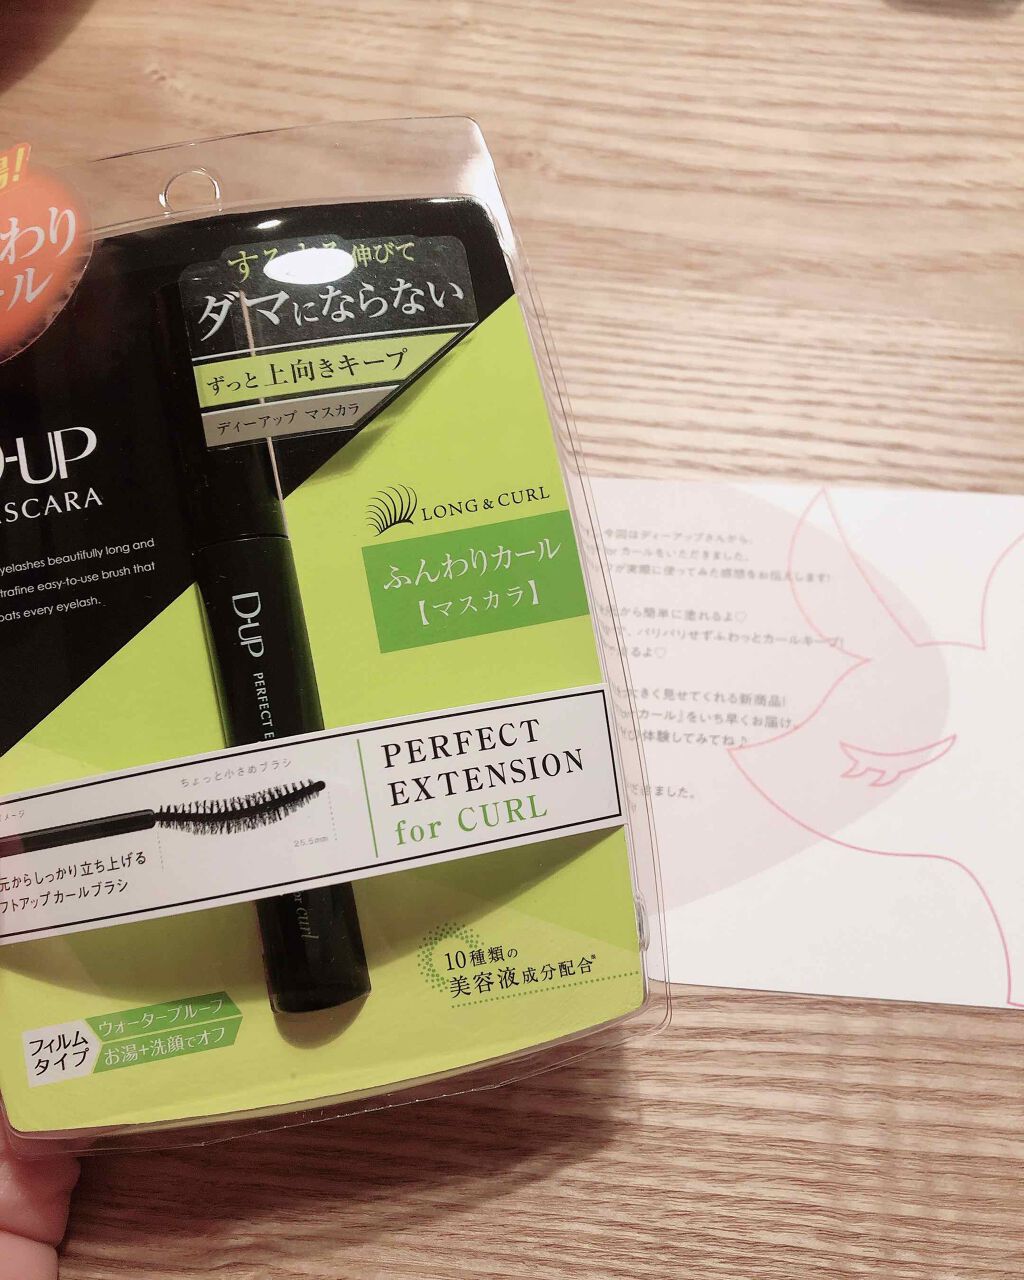 場!
わり
ール
伸びて
ダマにならない
ずっと上向きキープ
ディーアップ マスカラ
D-UP
MASCARA
eyelashes beautifully long and
easy-to-use brush that
coats every eyelash.
LONG & CURL
ふんわりカール
【マスカラ】
D-UP
PERFECT E
ちょっと小さめブラシ
イメージ
25.5mm
元からしっかり立ち上げる
フトアップカールブラシ
PERFECT
EXTENSION
for CURL
for curl
10種類の
美容液成分配合※
フィルム
タイプ
ウォータープルーフ
お湯+洗顔でオフ
今回はディーアップさんから、
for カールをいただきました。
が実際に使ってみた感想をお伝えします!
から簡単に塗れるよ♡
で、パリパリせずふわっとカールキープ!
るよ♡
きく見せてくれる新商品!
カール』をいち早くお届け。
体験してみてね♪
ました。